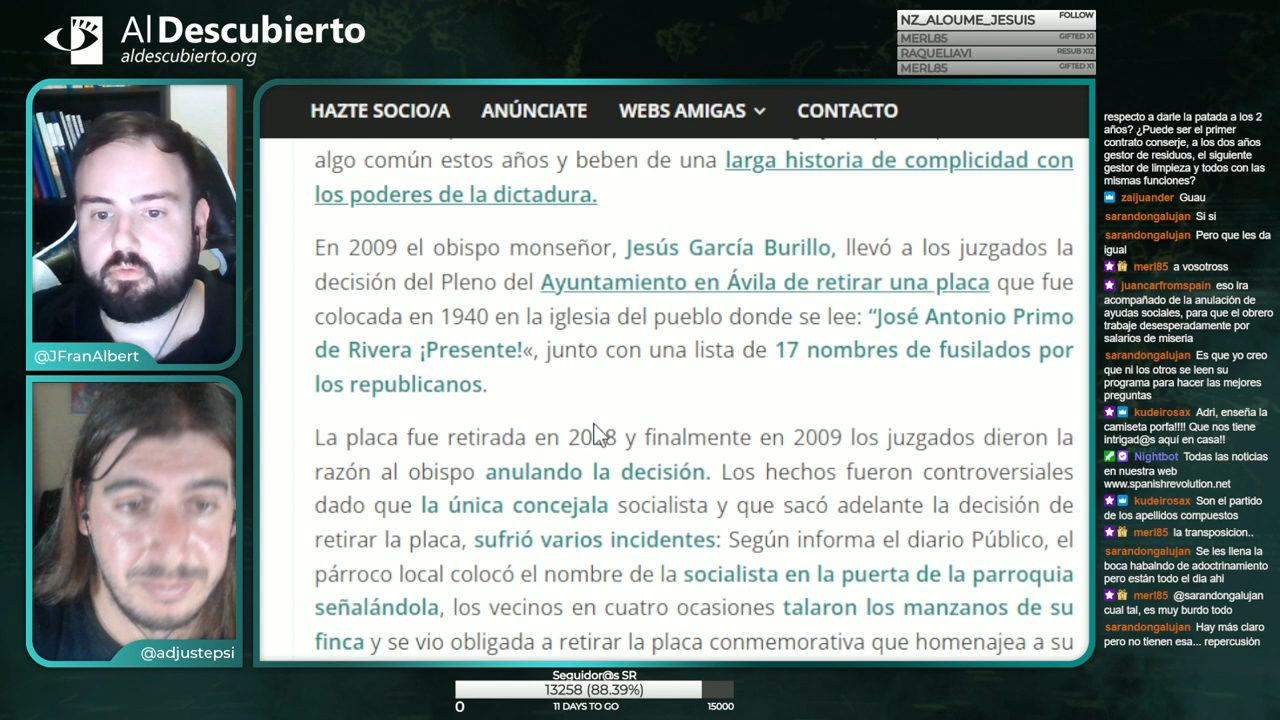 Al Descubierto
aldescubierto.org
NZ_ALOUME_JESUIS FOLLOW
MERL85 GIFTED X1
RAQUELIAVI RESUB X12
MERL85 GIFTED X1
@JFranAlbert
@adjustepsi
HAZTE SOCIO/A ANÚNCIATE WEBS AMIGAS CONTACTO
algo común estos años y beben de una larga historia de complicidad con
los poderes de la dictadura.
En 2009 el obispo monseñor, Jesús García Burillo, llevó a los juzgados la
decisión del Pleno del Ayuntamiento en Ávila de retirar una placa que fue
colocada en 1940 en la iglesia del pueblo donde se lee: “José Antonio Primo
de Rivera ¡Presente!«, junto con una lista de 17 nombres de fusilados por
los republicanos.
La placa fue retirada en 2008 y finalmente en 2009 los juzgados dieron la
razón al obispo anulando la decisión. Los hechos fueron controversiales
dado que la única concejala socialista y que sacó adelante la decisión de
retirar la placa, sufrió varios incidentes: Según informa el diario Público, el
párroco local colocó el nombre de la socialista en la puerta de la parroquia
señalándola, los vecinos en cuatro ocasiones talaron los manzanos de su
finca y se vio obligada a retirar la placa conmemorativa que homenajea a su
respecto a darle la patada a los 2
años? ¿Puede ser el primer
contrato conserje, a los dos años
gestor de residuos, el siguiente
gestor de limpieza y todos con las
mismas funciones?
zaijuander Guau
sarandongalujan Si si
sarandongalujan Pero que les da
igual
merl85 a vosotross
juancarfromspain eso ira
acompañado de la anulación de
ayudas sociales, para que el obrero
trabaje desesperadamente por
salarios de miseria
sarandongalujan Es que yo creo
que ni los otros se leen su
programa para hacer las mejores
preguntas
kudeirosax Adri, enseña la
camiseta porfa!!!! Que nos tiene
intrigad@s aquí en casa!!
Nightbot Todas las noticias
en nuestra web
www.spanishrevolution.net
kudeirosax Son el partido
de los apellidos compuestos
merl85 la transposicion..
sarandongalujan Se les llena la
boca habalndo de adoctrinamiento
pero están todo el dia ahi
merl85 @sarandongalujan
cual tal, es muy burdo todo
sarandongalujan Hay más claro
pero no tienen esa... repercusión
Seguidor@s SR
13258 (88.39%)
0 11 DAYS TO GO 15000